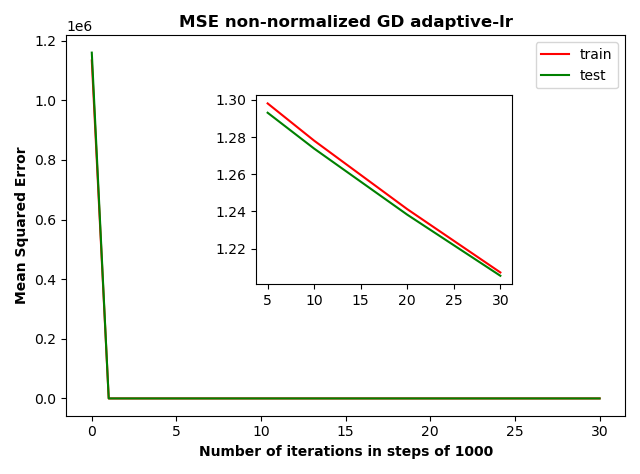 MSE non-normalized GD adaptive-lr
1e6
train
test
1.2
1.0
0.8
0.6
0.4
0.2
0.0
Mean Squared Error
1.30
1.28
1.26
1.24
1.22
5 10 15 20 25 30
0 5 10 15 20 25 30
Number of iterations in steps of 1000